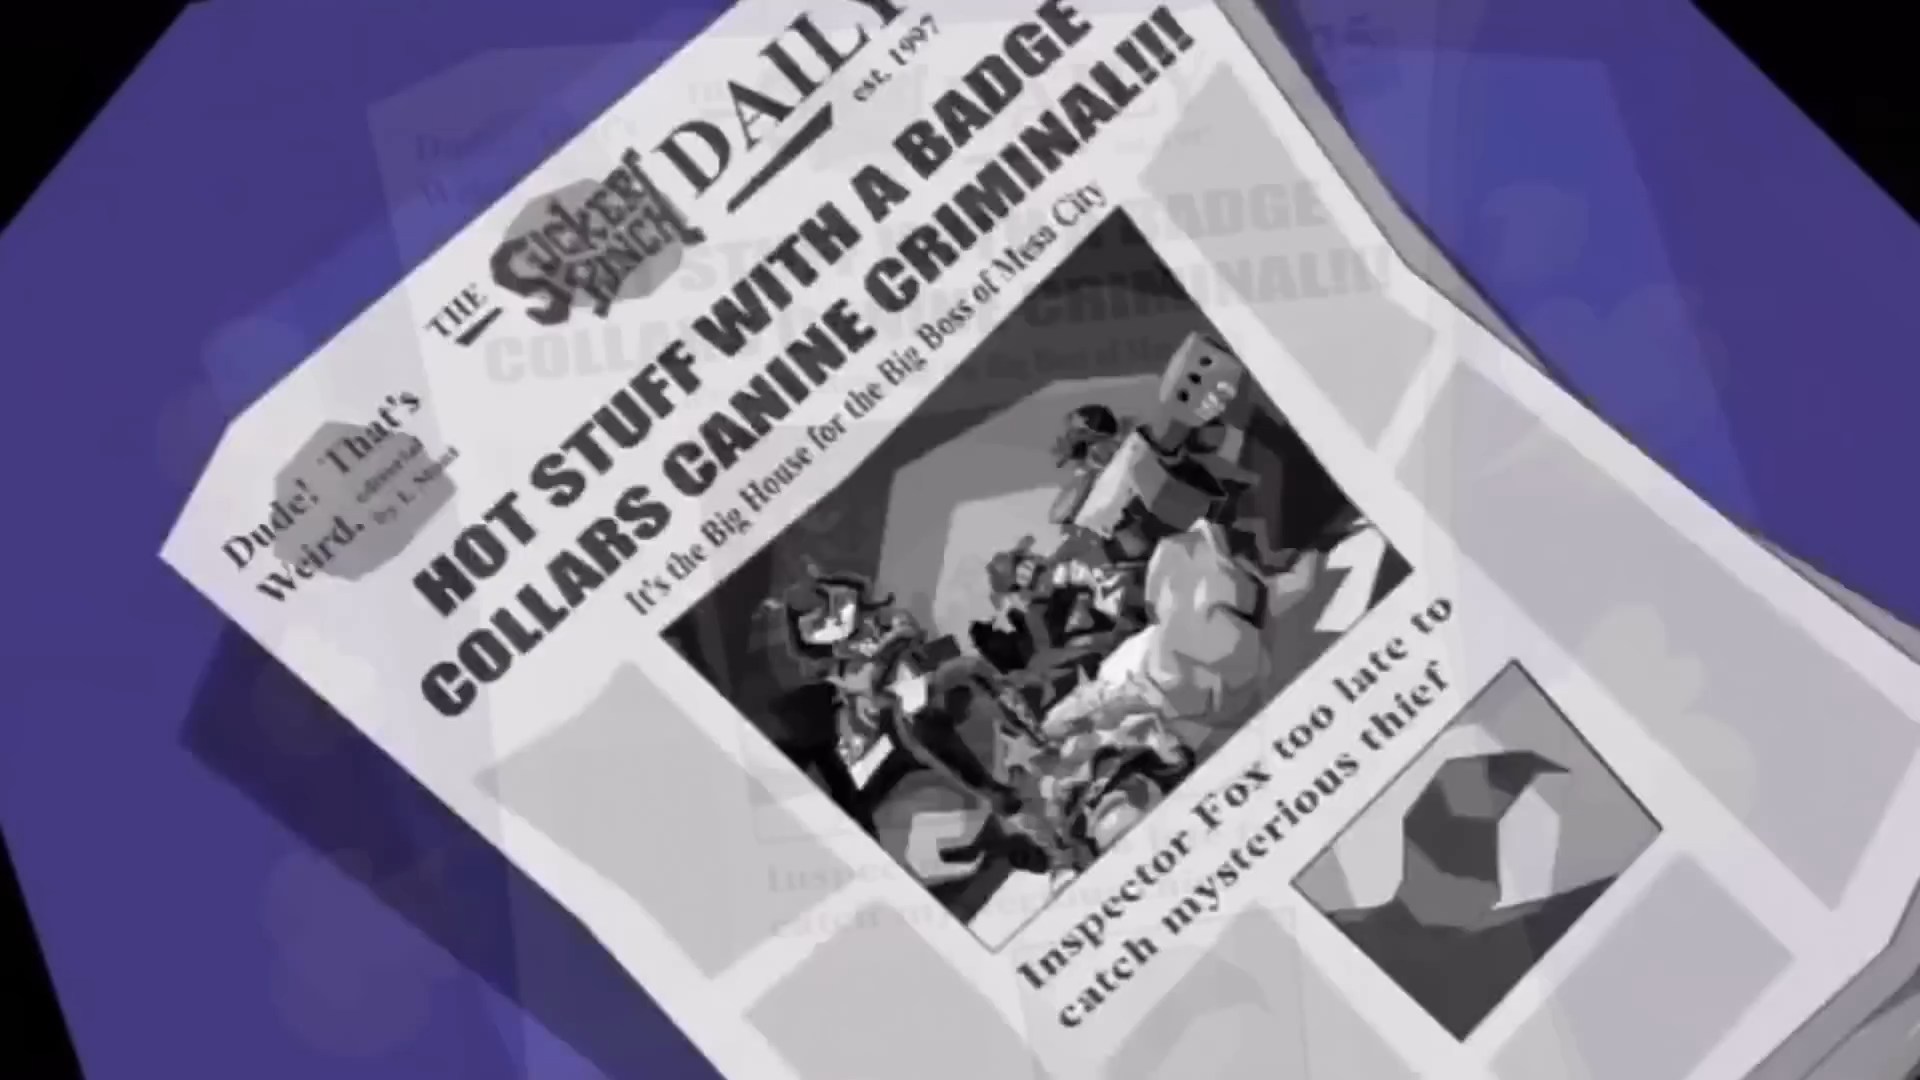 THE SUCKER PUNCH DAILY
est. 1997
Dude! That's
Weird.
editorial
HOT STUFF WITH A BADGE
COLLARS CANINE CRIMINAL!!!
It's the Big House for the Big Boss of Mesa City
Inspector Fox too late to
catch mysterious thief